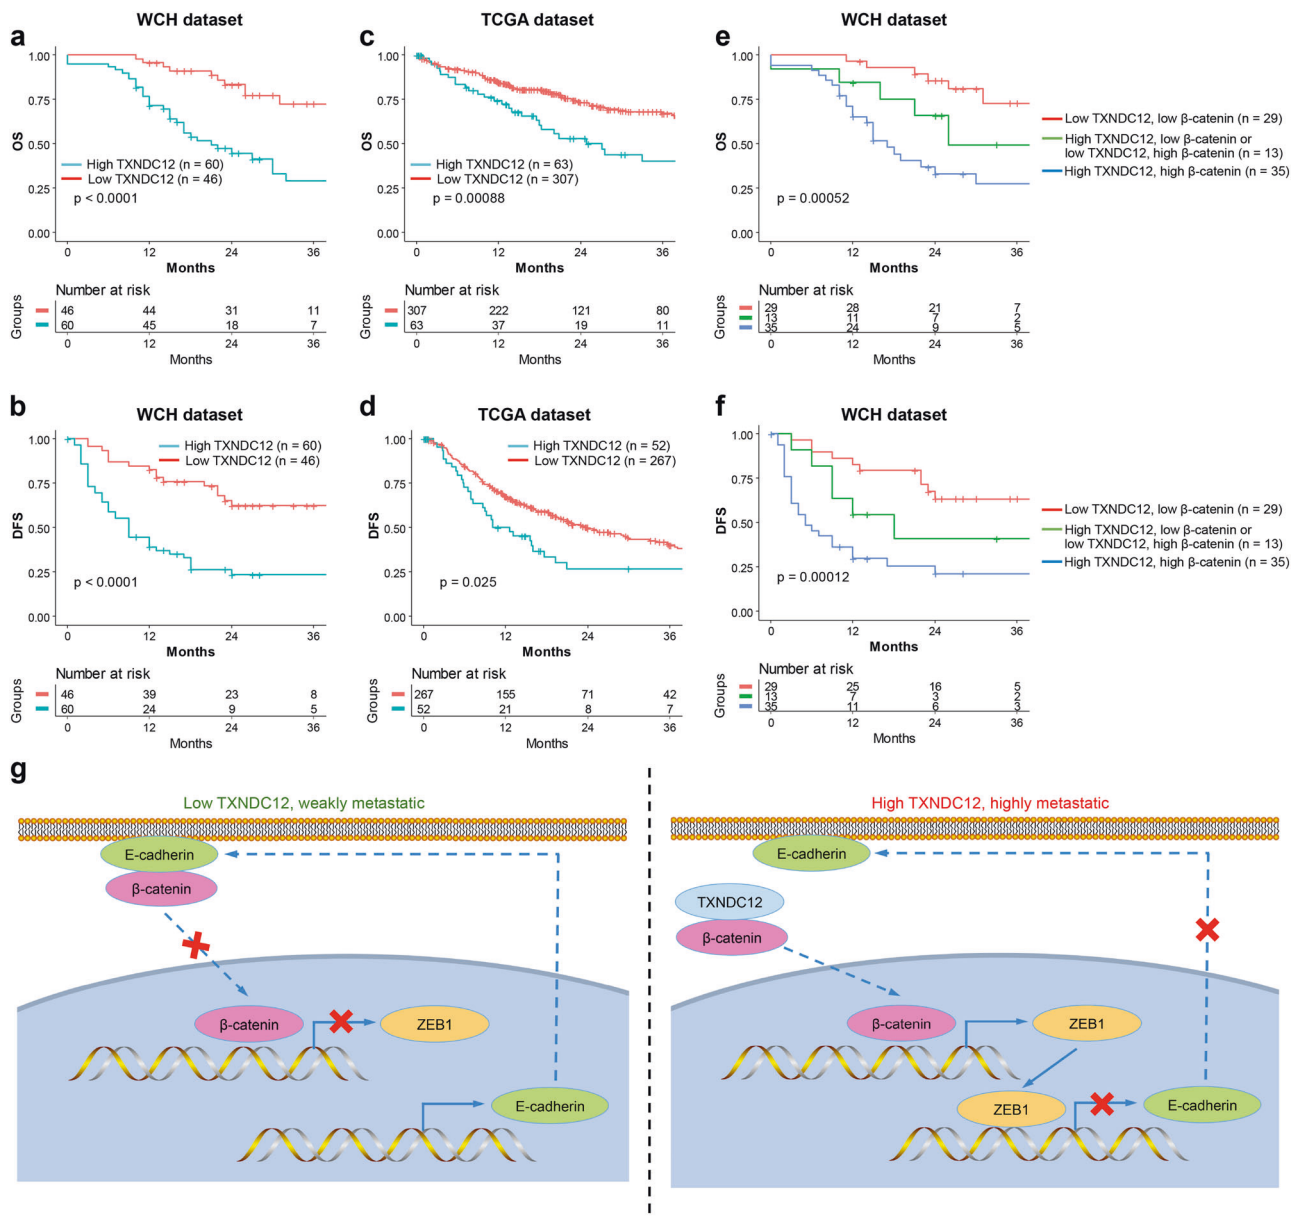 a
WCH dataset
OS
1.00
0.75
0.50
0.25
0.00
High TXNDC12 (n = 60)
Low TXNDC12 (n = 46)
p < 0.0001
0 12 24 36
Months
Number at risk
Groups
46 44 31 11
60 45 18 7
0 12 24 36
Months
c
TCGA dataset
OS
1.00
0.75
0.50
0.25
0.00
High TXNDC12 (n = 63)
Low TXNDC12 (n = 307)
p = 0.00088
0 12 24 36
Months
Number at risk
Groups
307 222 121 80
63 37 19 11
0 12 24 36
Months
e
WCH dataset
OS
1.00
0.75
0.50
0.25
0.00
p = 0.00052
0 12 24 36
Months
Low TXNDC12, low β-catenin (n = 29)
High TXNDC12, low β-catenin or
low TXNDC12, high β-catenin (n = 13)
High TXNDC12, high β-catenin (n = 35)
Number at risk
Groups
29 28 21 7
13 11 7 2
35 24 9 5
0 12 24 36
Months
b
WCH dataset
DFS
1.00
0.75
0.50
0.25
0.00
High TXNDC12 (n = 60)
Low TXNDC12 (n = 46)
p < 0.0001
0 12 24 36
Months
Number at risk
Groups
46 39 23 8
60 24 9 5
0 12 24 36
Months
d
TCGA dataset
DFS
1.00
0.75
0.50
0.25
0.00
High TXNDC12 (n = 52)
Low TXNDC12 (n = 267)
p = 0.025
0 12 24 36
Months
Number at risk
Groups
267 155 71 42
52 21 8 7
0 12 24 36
Months
f
WCH dataset
DFS
1.00
0.75
0.50
0.25
0.00
p = 0.00012
0 12 24 36
Months
Low TXNDC12, low β-catenin (n = 29)
High TXNDC12, low β-catenin or
low TXNDC12, high β-catenin (n = 13)
High TXNDC12, high β-catenin (n = 35)
Number at risk
Groups
29 25 16 5
13 7 3 2
35 11 6 3
0 12 24 36
Months
g
Low TXNDC12, weakly metastatic
E-cadherin
β-catenin
β-catenin
ZEB1
E-cadherin
High TXNDC12, highly metastatic
E-cadherin
TXNDC12
β-catenin
β-catenin
ZEB1
ZEB1
E-cadherin